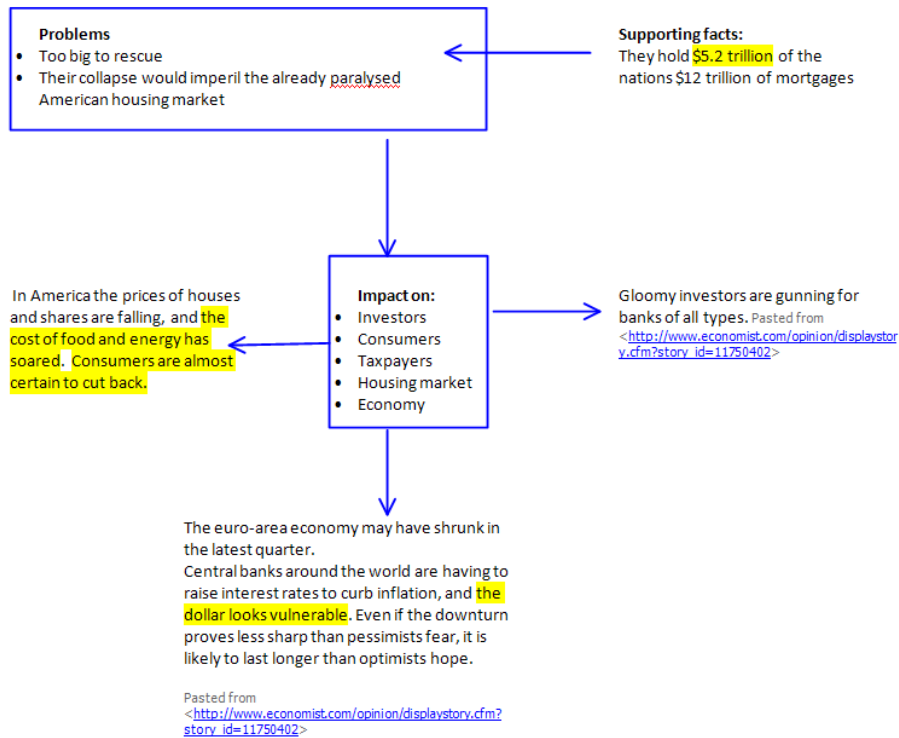 Problems
• Too big to rescue
• Their collapse would imperil the already paralysed
American housing market
Supporting facts:
They hold $5.2 trillion of the
nations $12 trillion of mortgages
In America the prices of houses
and shares are falling, and the
cost of food and energy has
soared. Consumers are almost
certain to cut back.
Impact on:
• Investors
• Consumers
• Taxpayers
• Housing market
• Economy
Gloomy investors are gunning for
banks of all types. Pasted from
<http://www.economist.com/opinion/displaystor
y.cfm?story_id=11750402>
The euro-area economy may have shrunk in
the latest quarter.
Central banks around the world are having to
raise interest rates to curb inflation, and the
dollar looks vulnerable. Even if the downturn
proves less sharp than pessimists fear, it is
likely to last longer than optimists hope.
Pasted from
<http://www.economist.com/opinion/displaystory.cfm?
story_id=11750402>